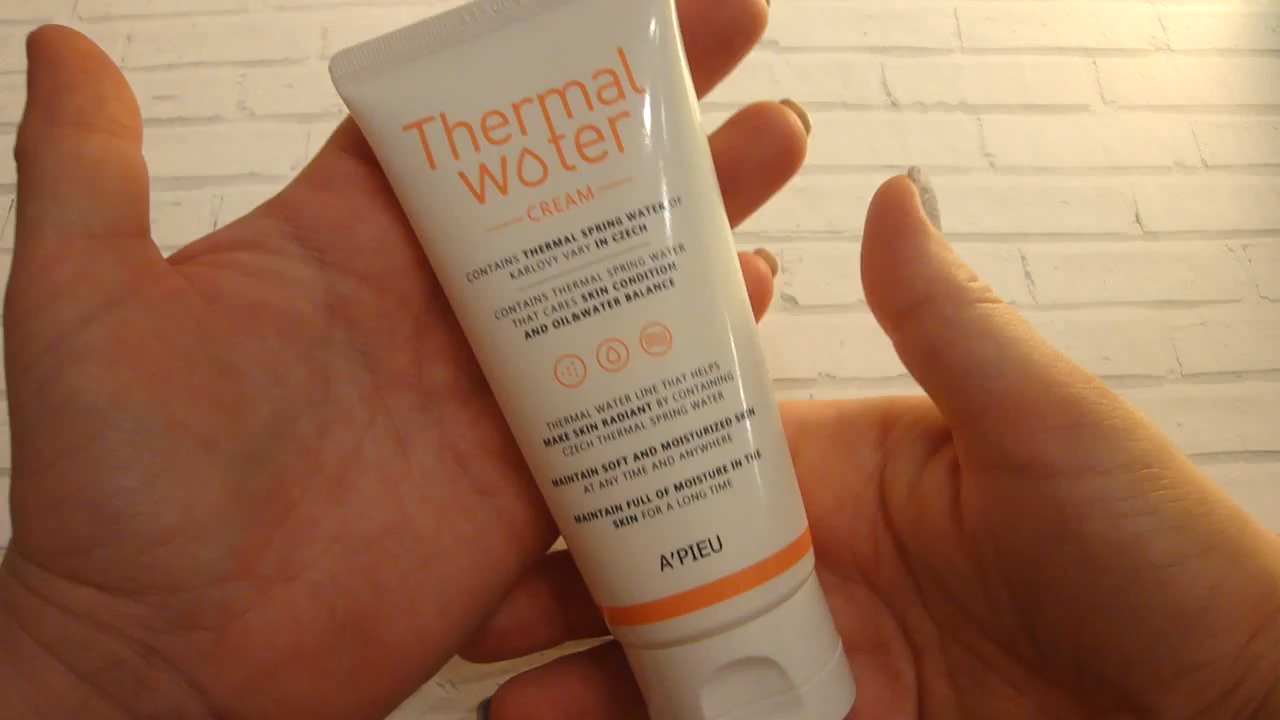 Thermal
water
CREAM
CONTAINS THERMAL SPRING WATER OF
KARLOVY VARY IN CZECH
CONTAINS THERMAL SPRING WATER
THAT CARES SKIN CONDITION
AND OIL&WATER BALANCE
THERMAL WATER LINE THAT HELPS
MAKE SKIN RADIANT BY CONTAINING
CZECH THERMAL SPRING WATER
MAINTAIN SOFT AND MOISTURIZED SKIN
AT ANY TIME AND ANYWHERE
MAINTAIN FULL OF MOISTURE IN THE
SKIN FOR A LONG TIME
A'PIEU